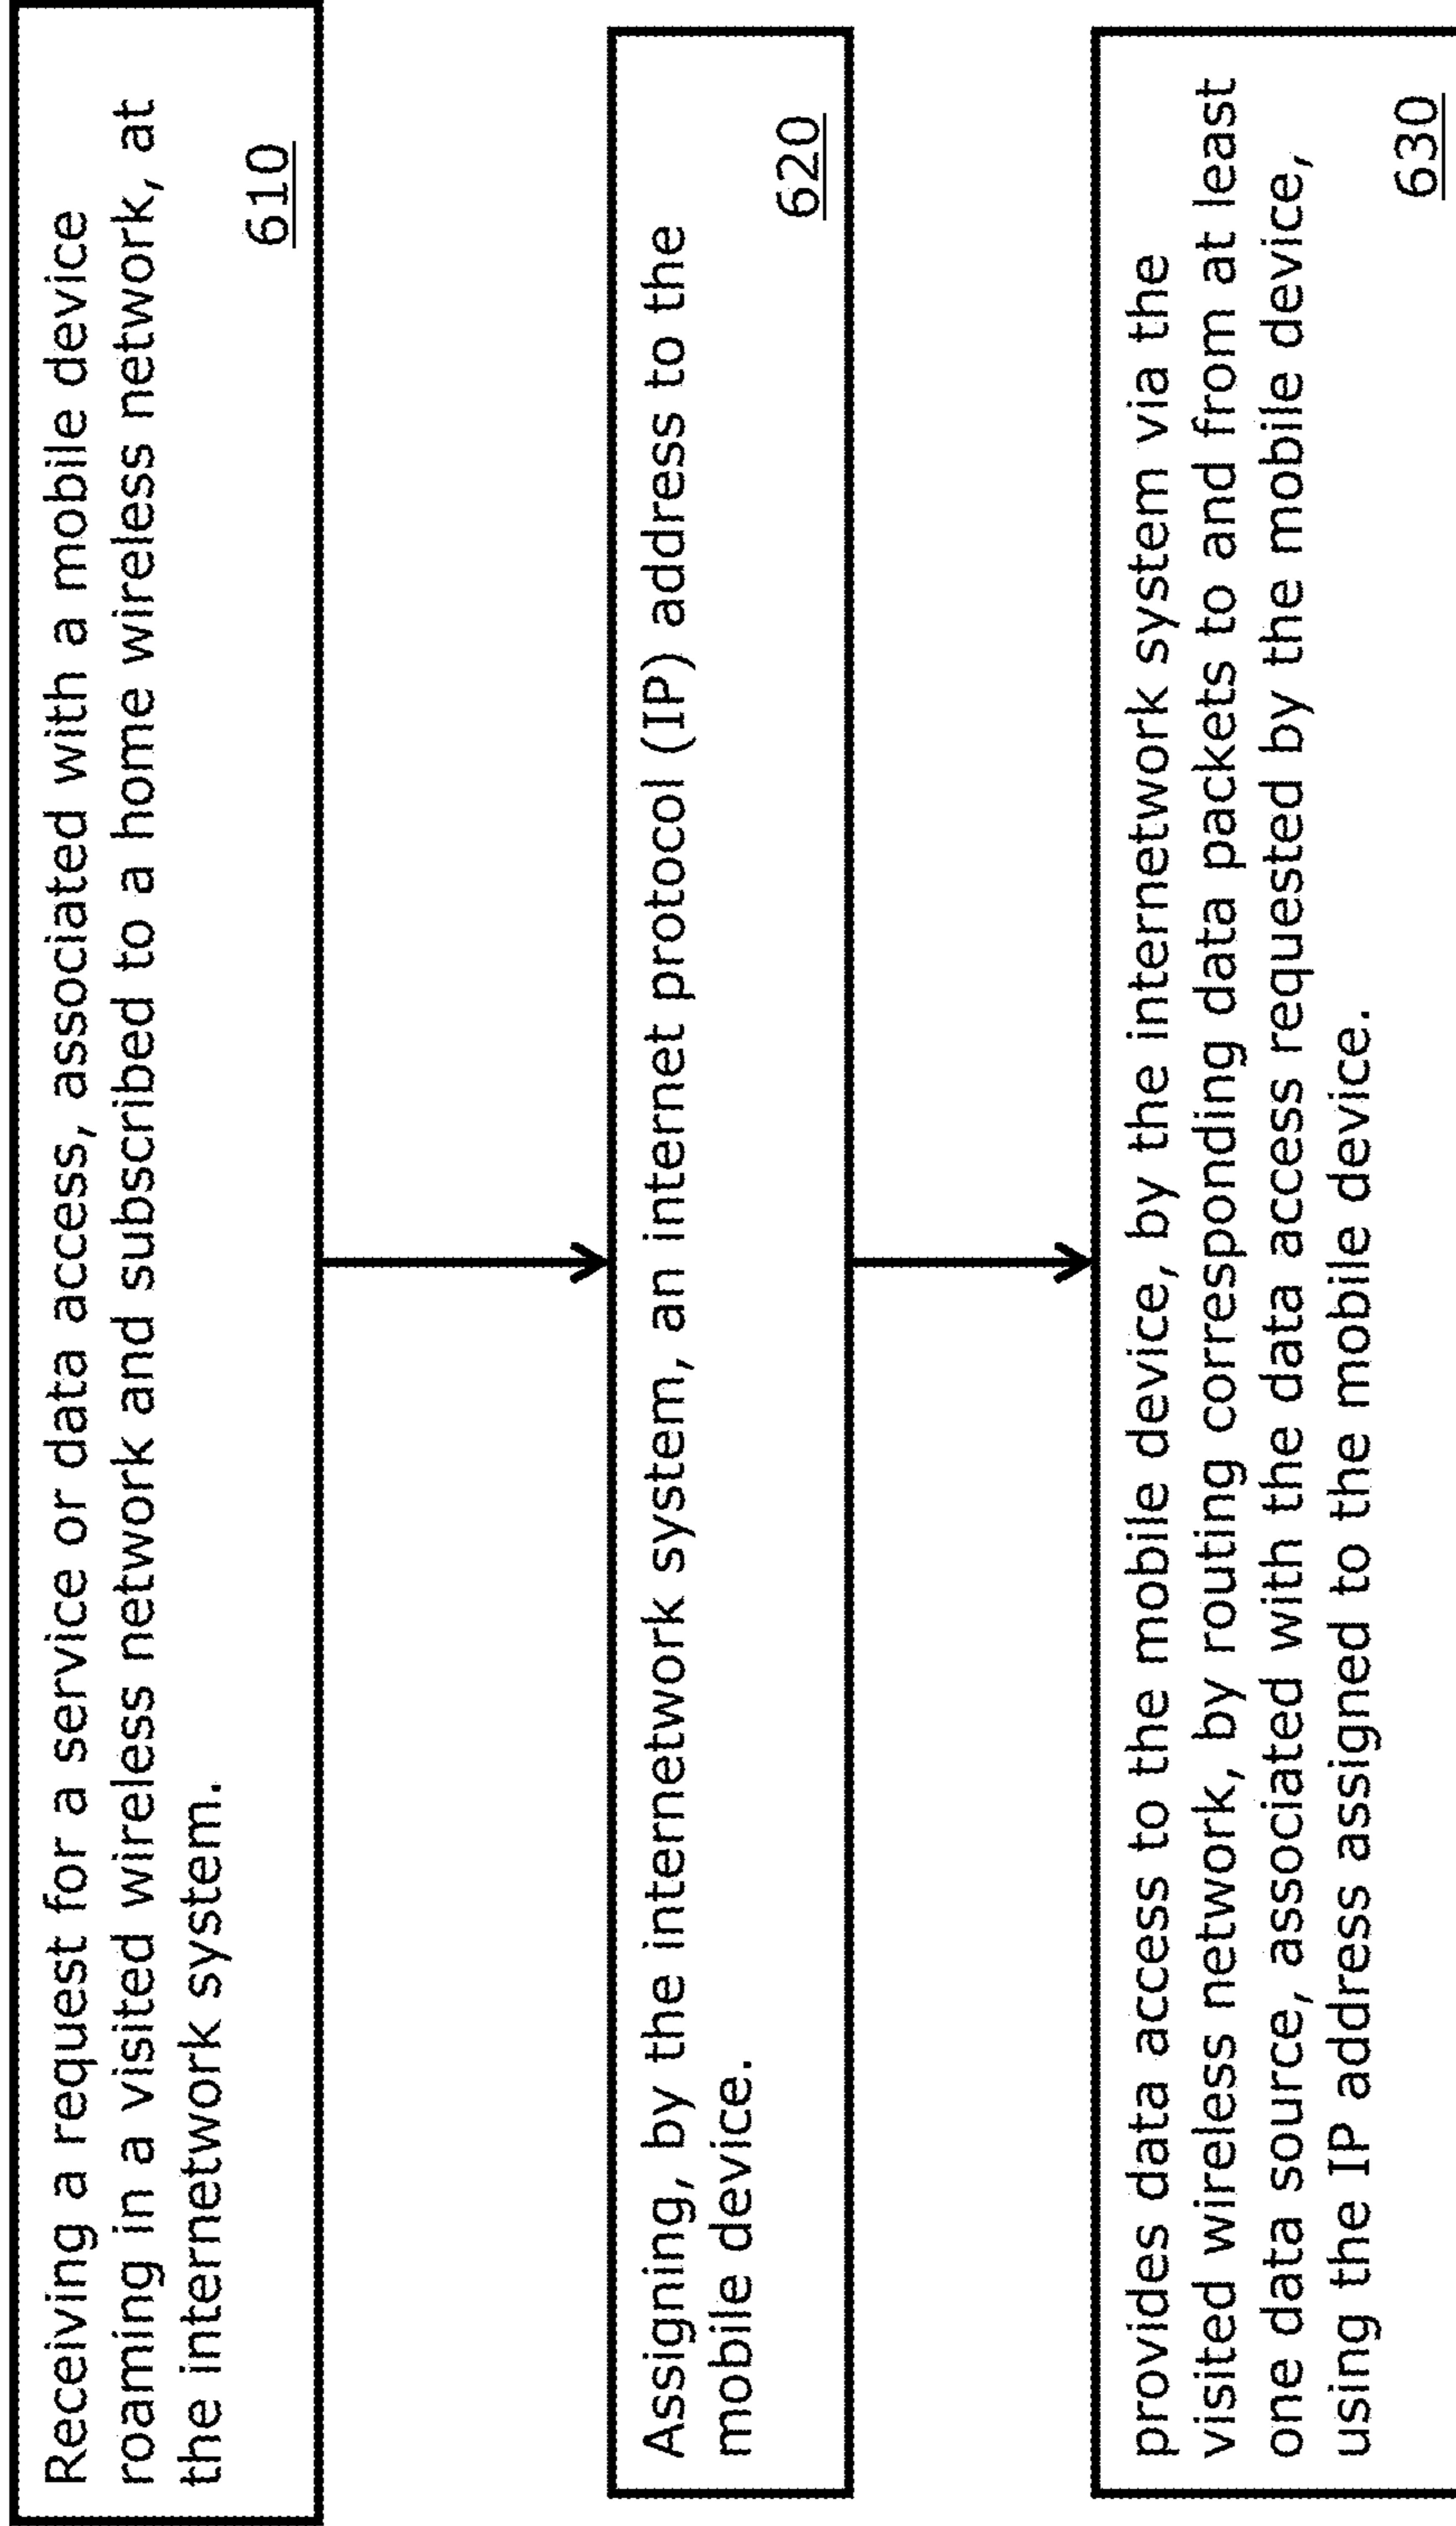 Receiving a request for a service or data access, associated with a mobile device
roaming in a visited wireless network and subscribed to a home wireless network, at
the internetwork system.
610
Assigning, by the internetwork system, an internet protocol (IP) address to the
mobile device.
620
provides data access to the mobile device, by the internetwork system via the
visited wireless network, by routing corresponding data packets to and from at least
one data source, associated with the data access requested by the mobile device,
using the IP address assigned to the mobile device.
630